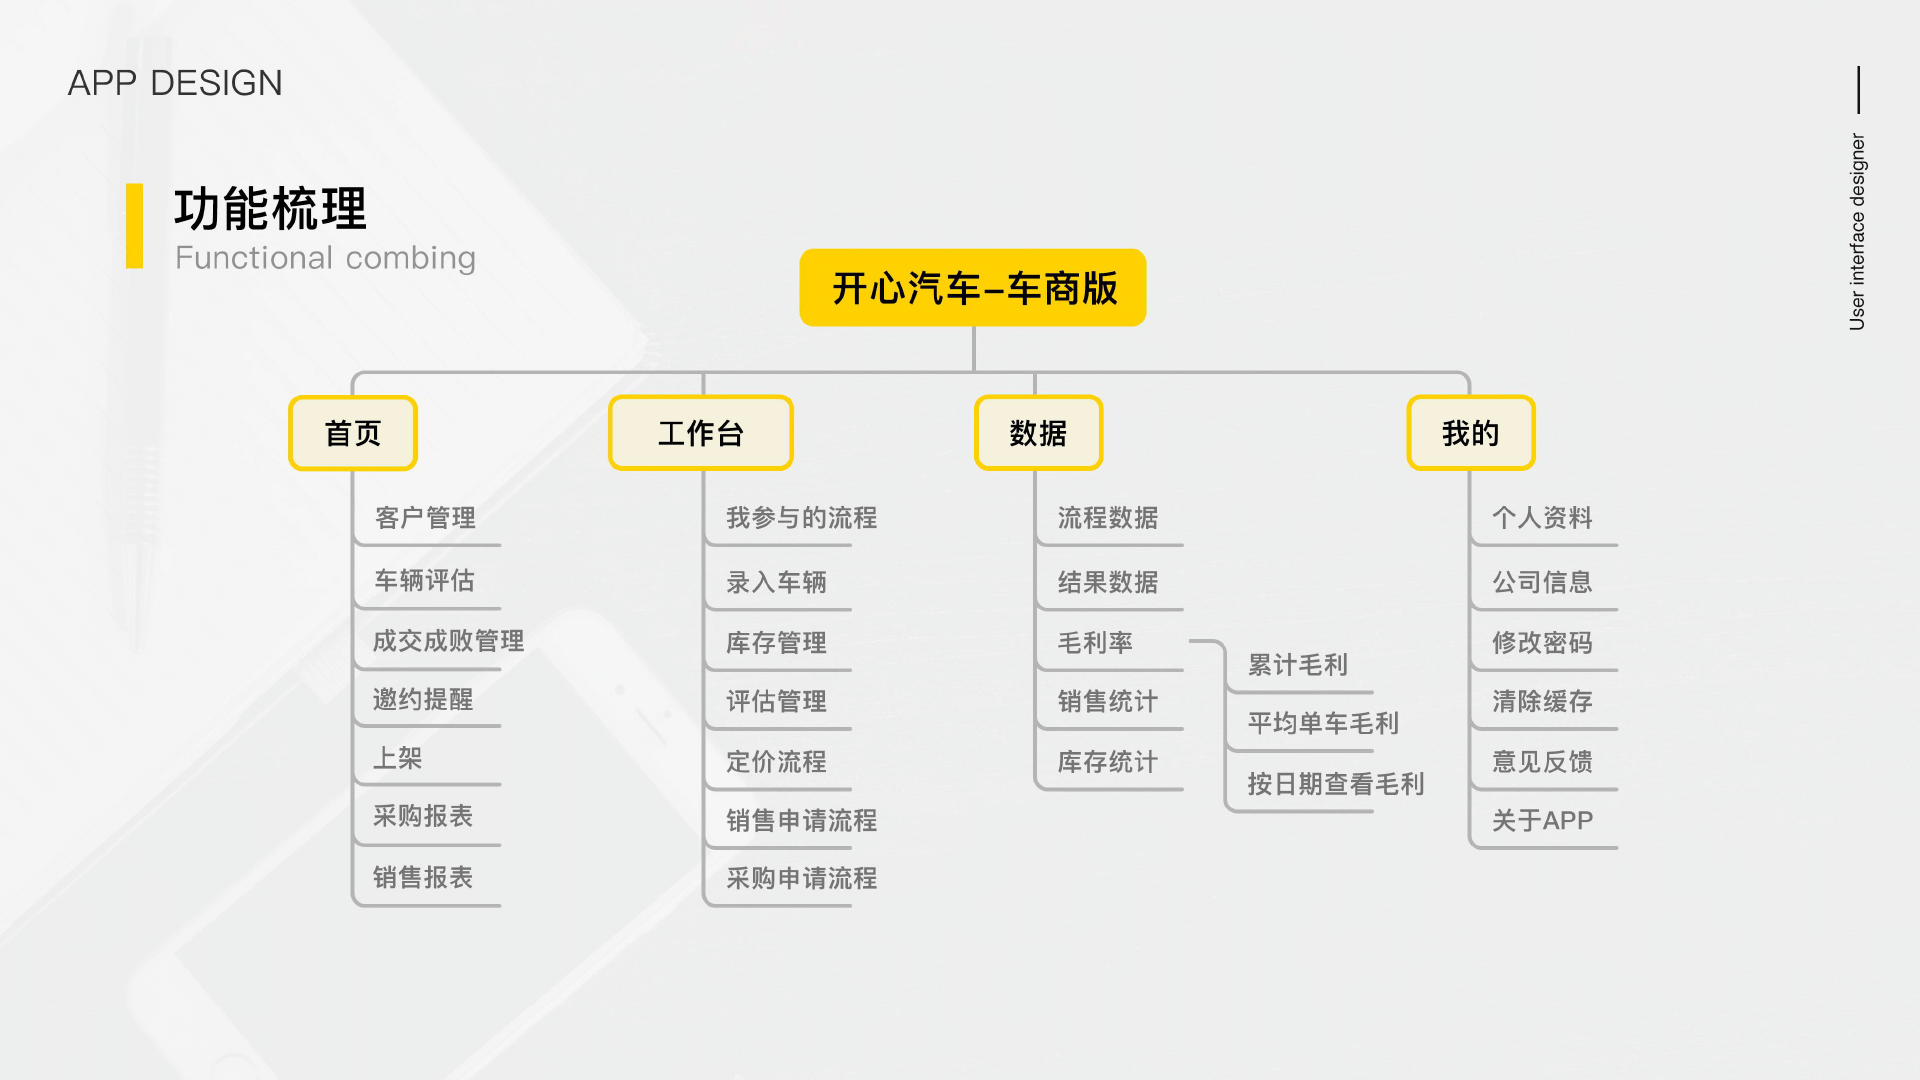 APP DESIGN
User interface designer
功能梳理
Functional combing
开心汽车-车商版
首页
客户管理
车辆评估
成交成败管理
邀约提醒
上架
采购报表
销售报表
工作台
我参与的流程
录入车辆
库存管理
评估管理
定价流程
销售申请流程
采购申请流程
数据
流程数据
结果数据
毛利率
销售统计
库存统计
累计毛利
平均单车毛利
按日期查看毛利
我的
个人资料
公司信息
修改密码
清除缓存
意见反馈
关于APP